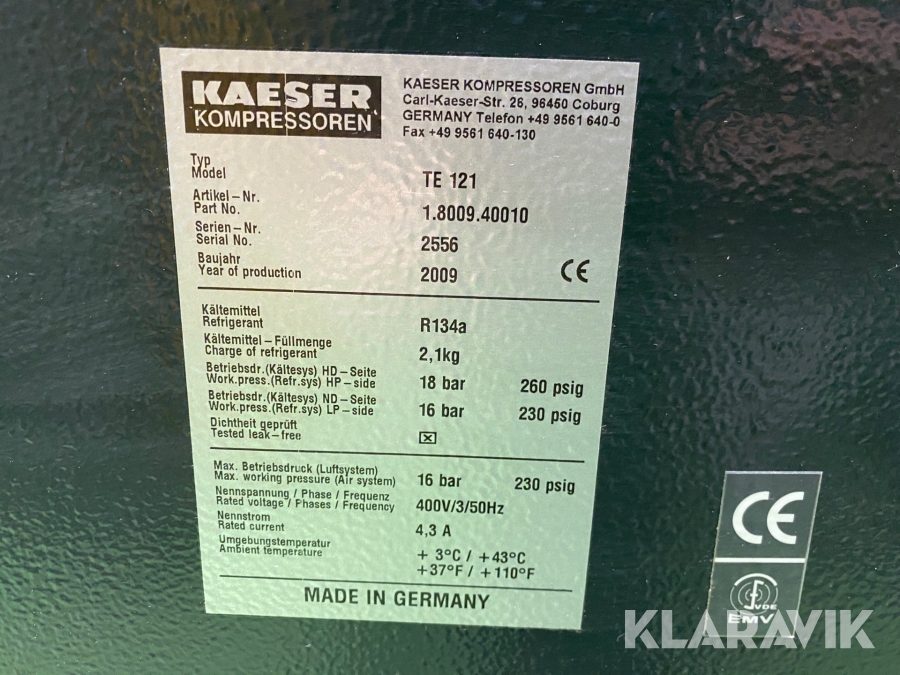 KAESER
KOMPRESSOREN
KAESER KOMPRESSOREN GmbH
Carl-Kaeser-Str. 26, 96450 Coburg
GERMANY Telefon +49 9561 640-0
Fax +49 9561 640-130
Typ
Model TE 121
Artikel – Nr.
Part No. 1.8009.40010
Serien – Nr.
Serial No. 2556
Baujahr
Year of production 2009
CE
Kältemittel
Refrigerant R134a
Kältemittel – Füllmenge
Charge of refrigerant 2,1kg
Betriebsdr.(Kältesys) HD – Seite
Work.press.(Refr.sys) HP – side 18 bar 260 psig
Betriebsdr.(Kältesys) ND – Seite
Work.press.(Refr.sys) LP – side 16 bar 230 psig
Dichtheit geprüft
Tested leak – free ☒
Max. Betriebsdruck (Luftsystem)
Max. working pressure (Air system) 16 bar 230 psig
Nennspannung / Phase / Frequenz
Rated voltage / Phases / Frequency 400V/3/50Hz
Nennstrom
Rated current 4,3 A
Umgebungstemperatur
Ambient temperature + 3°C / +43°C
+37°F / +110°F
MADE IN GERMANY
CE
VDE
EMV
KLARAVIK